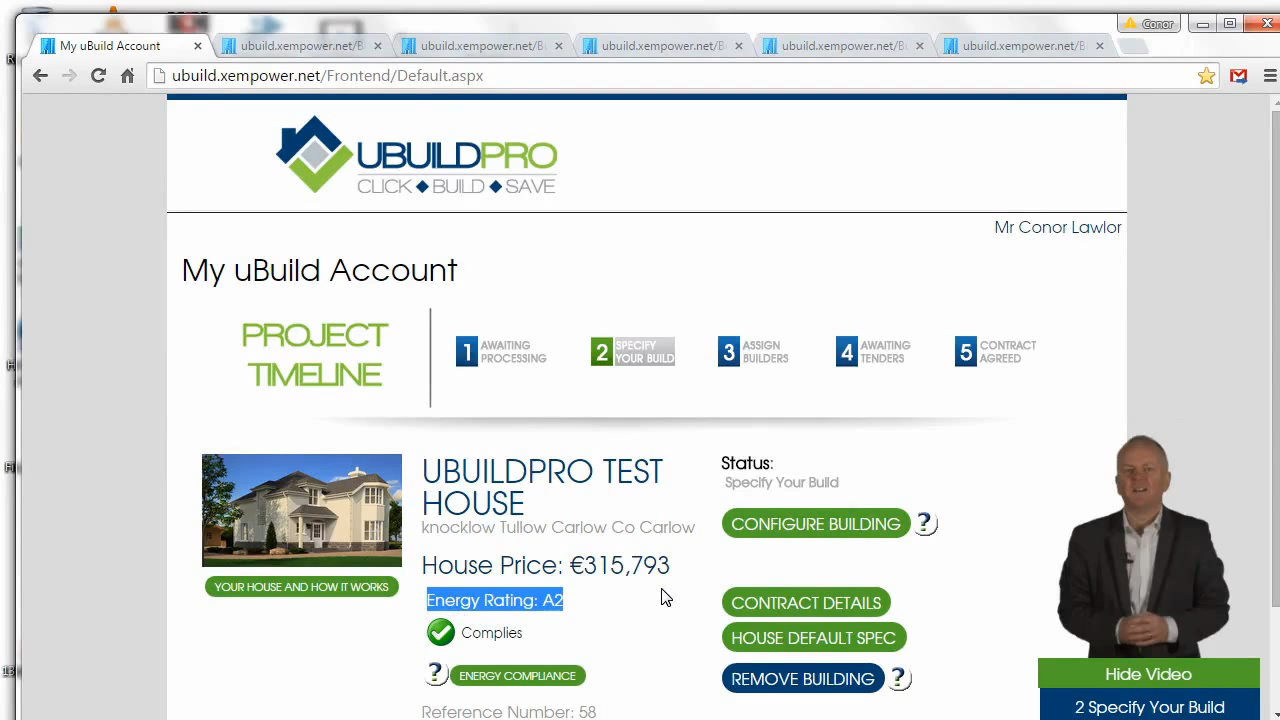 Conor
My uBuild Account
ubuild.xempower.net/B
ubuild.xempower.net/B
ubuild.xempower.net/B
ubuild.xempower.net/B
ubuild.xempower.net/B
ubuild.xempower.net/Frontend/Default.aspx
UBUILDPRO
CLICK ◆ BUILD ◆ SAVE
Mr Conor Lawlor
My uBuild Account
PROJECT
TIMELINE
1 AWAITING
PROCESSING
2 SPECIFY
YOUR BUILD
3 ASSIGN
BUILDERS
4 AWAITING
TENDERS
5 CONTRACT
AGREED
UBUILDPRO TEST
HOUSE
knocklow Tullow Carlow Co Carlow
House Price: €315,793
Energy Rating: A2
Complies
? ENERGY COMPLIANCE
Reference Number: 58
YOUR HOUSE AND HOW IT WORKS
Status:
Specify Your Build
CONFIGURE BUILDING ?
CONTRACT DETAILS
HOUSE DEFAULT SPEC
REMOVE BUILDING ?
Hide Video
2 Specify Your Build